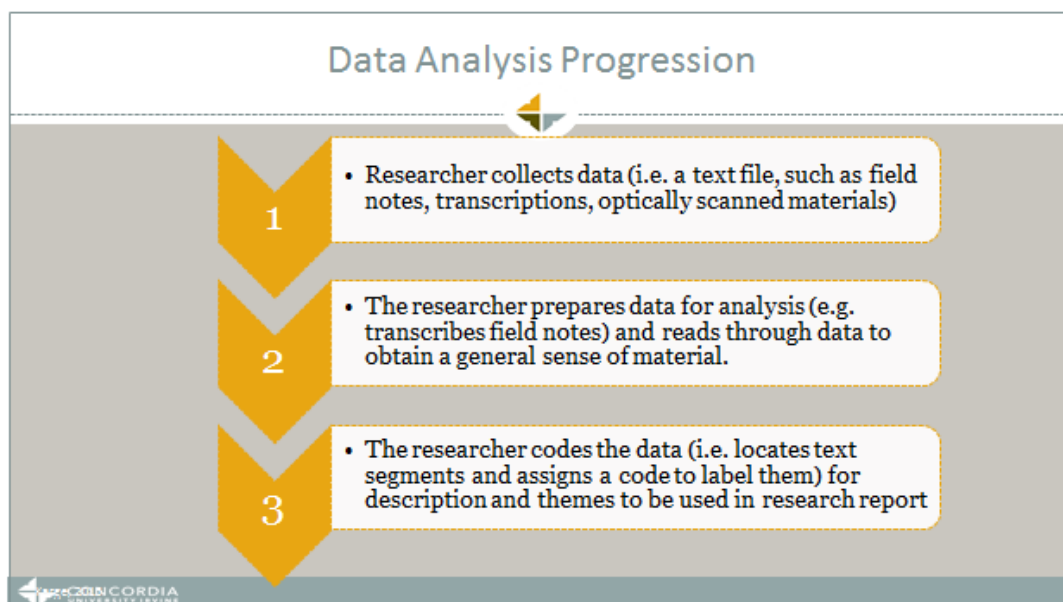 Data Analysis Progression
1
• Researcher collects data (i.e. a text file, such as field
notes, transcriptions, optically scanned materials)
2
• The researcher prepares data for analysis (e.g.
transcribes field notes) and reads through data to
obtain a general sense of material.
3
• The researcher codes the data (i.e. locates text
segments and assigns a code to label them) for
description and themes to be used in research report
CONCORDIA
UNIVERSITY IRVINE